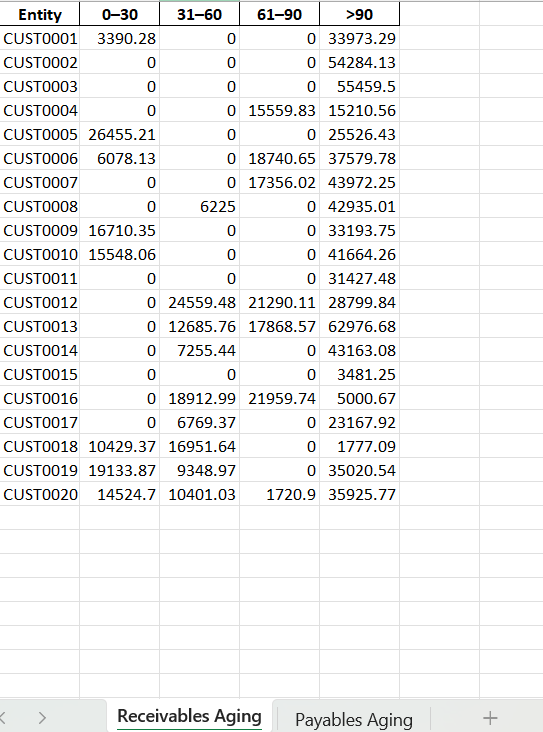 Entity 0–30 31–60 61–90 >90
CUST0001 3390.28 0 0 33973.29
CUST0002 0 0 0 54284.13
CUST0003 0 0 0 55459.5
CUST0004 0 0 15559.83 15210.56
CUST0005 26455.21 0 0 25526.43
CUST0006 6078.13 0 18740.65 37579.78
CUST0007 0 0 17356.02 43972.25
CUST0008 0 6225 0 42935.01
CUST0009 16710.35 0 0 33193.75
CUST0010 15548.06 0 0 41664.26
CUST0011 0 0 0 31427.48
CUST0012 0 24559.48 21290.11 28799.84
CUST0013 0 12685.76 17868.57 62976.68
CUST0014 0 7255.44 0 43163.08
CUST0015 0 0 0 3481.25
CUST0016 0 18912.99 21959.74 5000.67
CUST0017 0 6769.37 0 23167.92
CUST0018 10429.37 16951.64 0 1777.09
CUST0019 19133.87 9348.97 0 35020.54
CUST0020 14524.7 10401.03 1720.9 35925.77
Receivables Aging Payables Aging